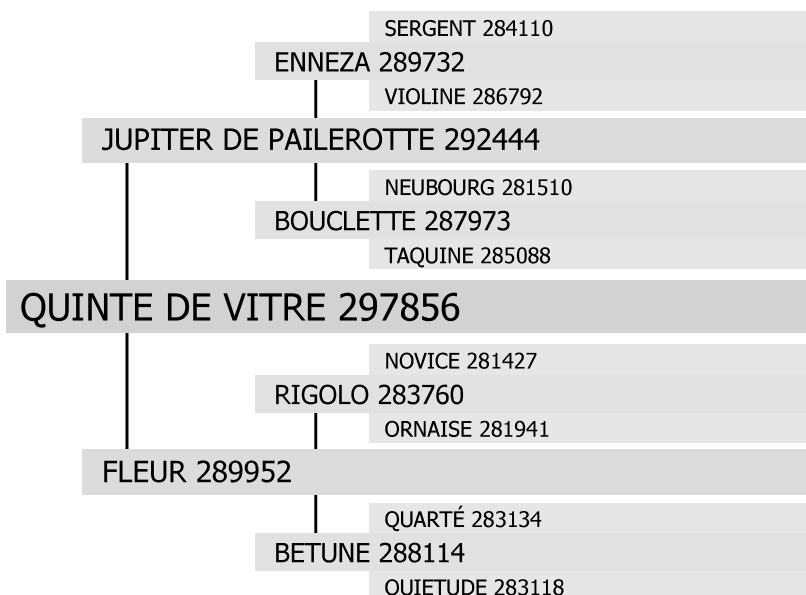 SERGENT 284110
ENNEZA 289732
VIOLINE 286792
JUPITER DE PAILEROTTE 292444
NEUBOURG 281510
BOUCLETTE 287973
TAQUINE 285088
QUINTE DE VITRE 297856
NOVICE 281427
RIGOLO 283760
ORNAISE 281941
FLEUR 289952
QUARTÉ 283134
BETUNE 288114
QUIETUDE 283118